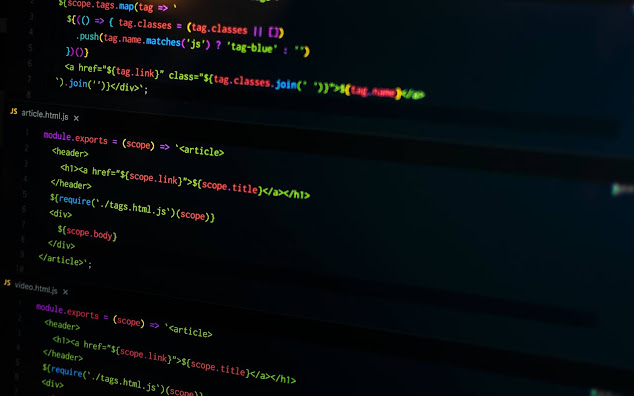 ${scope.tags.map(tag => `
${(() => { tag.classes = (tag.classes || [])
.push(tag.name.matches('js') ? 'tag-blue' : '')
})()}
<a href="${tag.link}" class="${tag.classes.join(' ')}">${tag.name}</a>
`).join('')}</div>`;
JS article.html.js ×
1 module.exports = (scope) => `<article>
2 <header>
3 <h1><a href="${scope.link}">${scope.title}</a></h1>
4 </header>
5 ${require('./tags.html.js')(scope)}
6 <div>
7 ${scope.body}
8 </div>
9 </article>`;
10
JS video.html.js ×
1 module.exports = (scope) => `<article>
2 <header>
3 <h1><a href="${scope.link}">${scope.title}</a></h1>
4 </header>
5 ${require('./tags.html.js')(scope)}
6 <div>